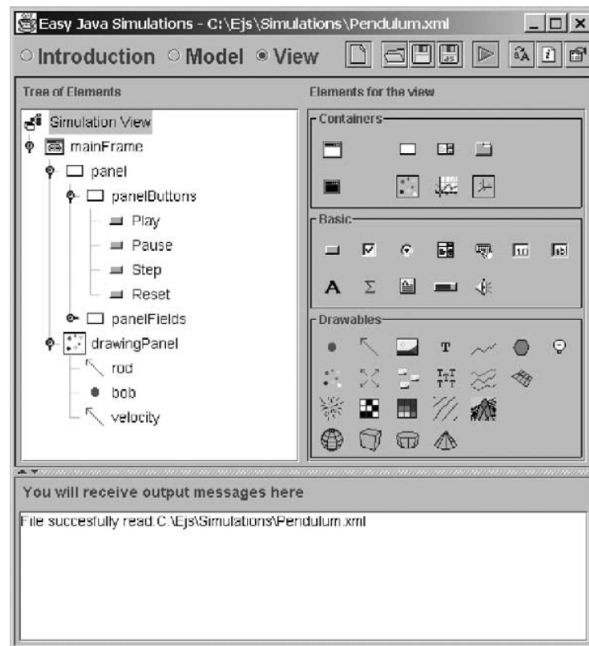 Easy Java Simulations - C:\Ejs\Simulations\Pendulum.xml
Introduction Model View
Tree of Elements
Elements for the view
Simulation View
mainFrame
panel
panelButtons
Play
Pause
Step
Reset
panelFields
drawingPanel
rod
bob
velocity
Containers
Basic
A Σ
Drawables
T
You will receive output messages here
File succesfully read:C:\Ejs\Simulations\Pendulum.xml